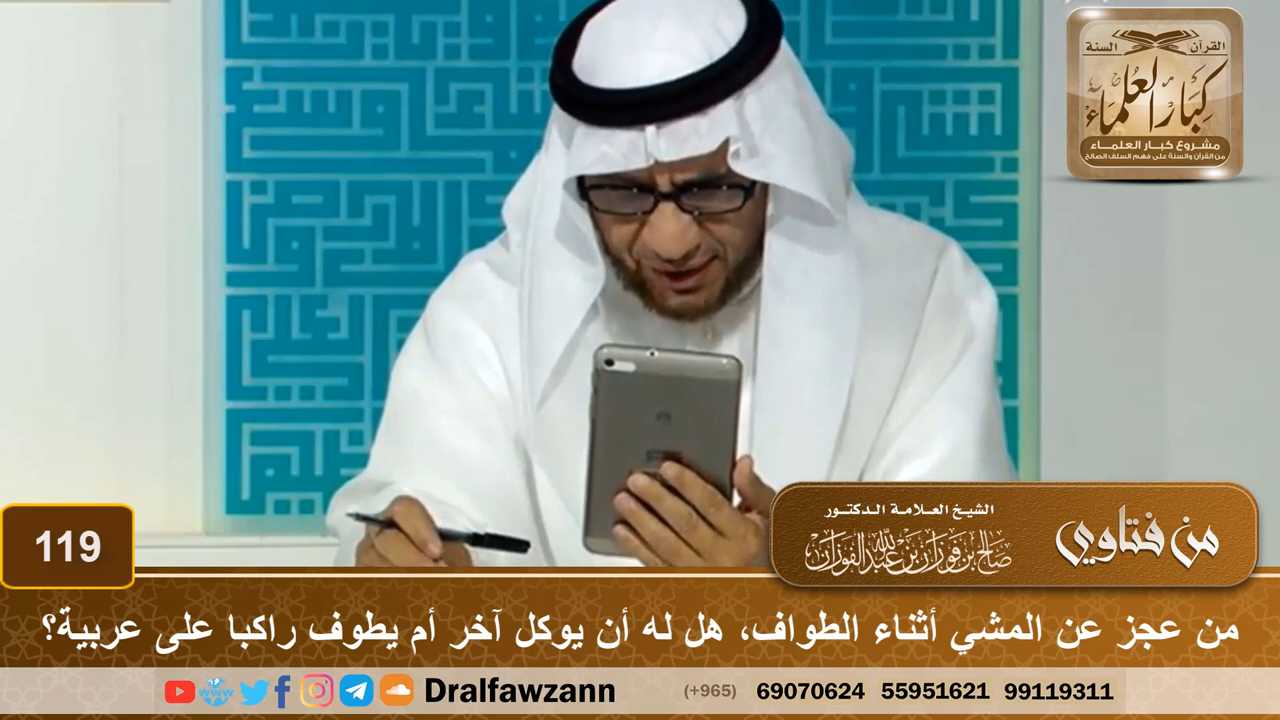 القرآن السنة
كبار العلماء
مشروع كبار العلماء
من القرآن والسنة على فهم السلف الصالح
من فتاوي
الشيخ العلامة الدكتور
صالح بن فوزان بن عبدالله الفوزان
119
من عجز عن المشي أثناء الطواف، هل له أن يوكل آخر أم يطوف راكبا على عربية؟
Dralfawzann (+965) 69070624 55951621 99119311